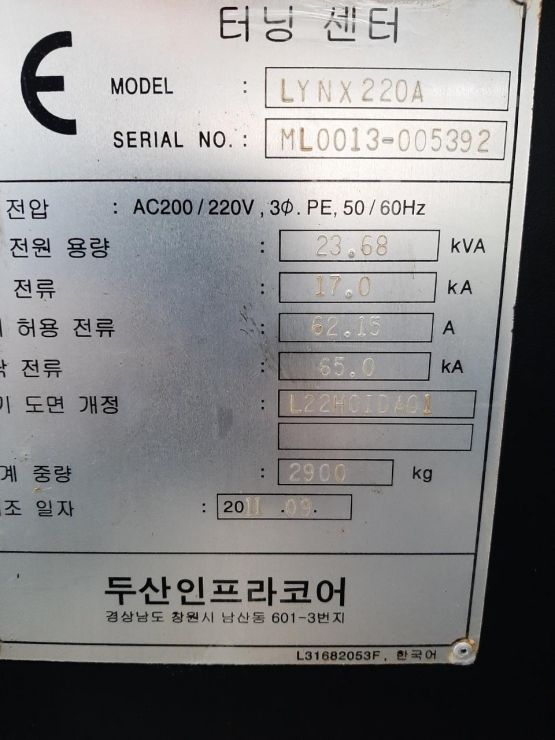 터닝 센터
CE
MODEL : LYNX220A
SERIAL NO. : ML0013-005392
전압 : AC200/220V, 3Φ. PE, 50/60Hz
전원 용량 : 23.68 kVA
전류 : 17.0 kA
허용 전류 : 62.15 A
전류 : 65.0 kA
도면 개정 : L22HCIDA01
중량 : 2900 kg
일자 : 2011 .09.
두산인프라코어
경상남도 창원시 남산동 601-3번지
L31682053F, 한국어